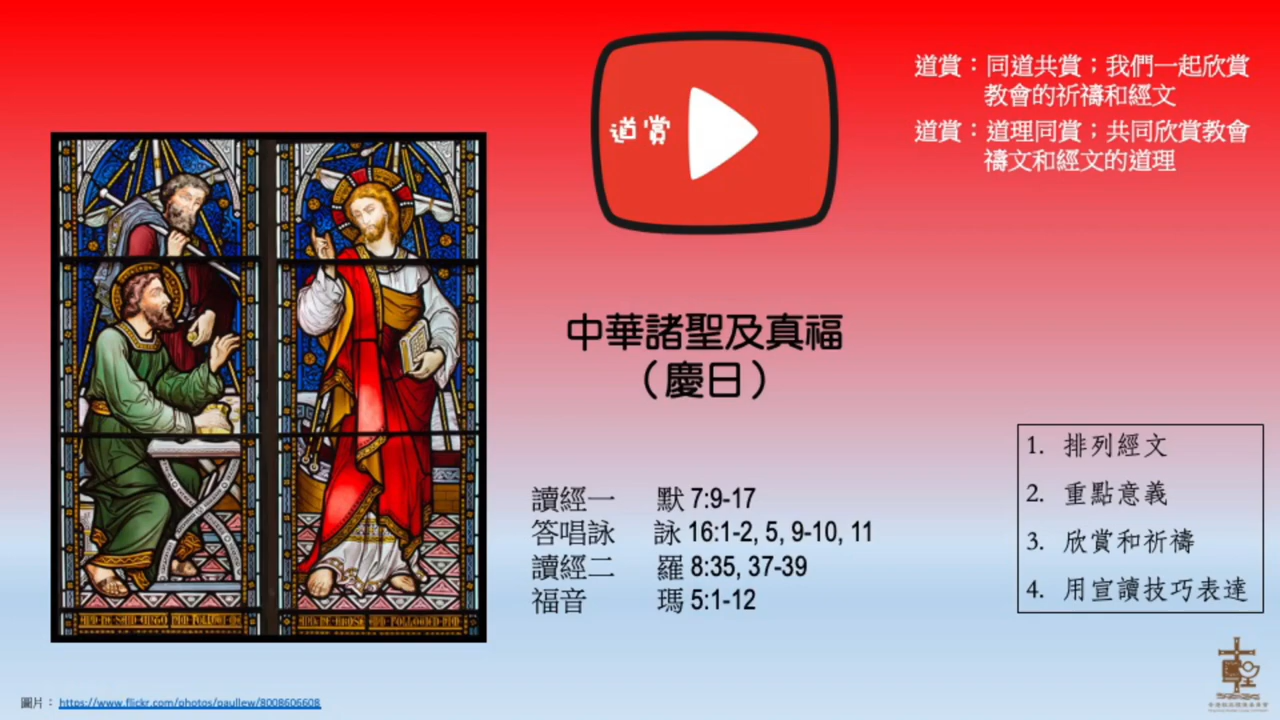 道賞
道賞：同道共賞；我們一起欣賞
教會的祈禱和經文
道賞：道理同賞；共同欣賞教會
禱文和經文的道理
中華諸聖及真福
（慶日）
讀經一 默 7:9-17
答唱詠 詠 16:1-2, 5, 9-10, 11
讀經二 羅 8:35, 37-39
福音 瑪 5:1-12
1. 排列經文
2. 重點意義
3. 欣賞和祈禱
4. 用宣讀技巧表達
圖片： https://www.flickr.com/photos/paullew/8008606608